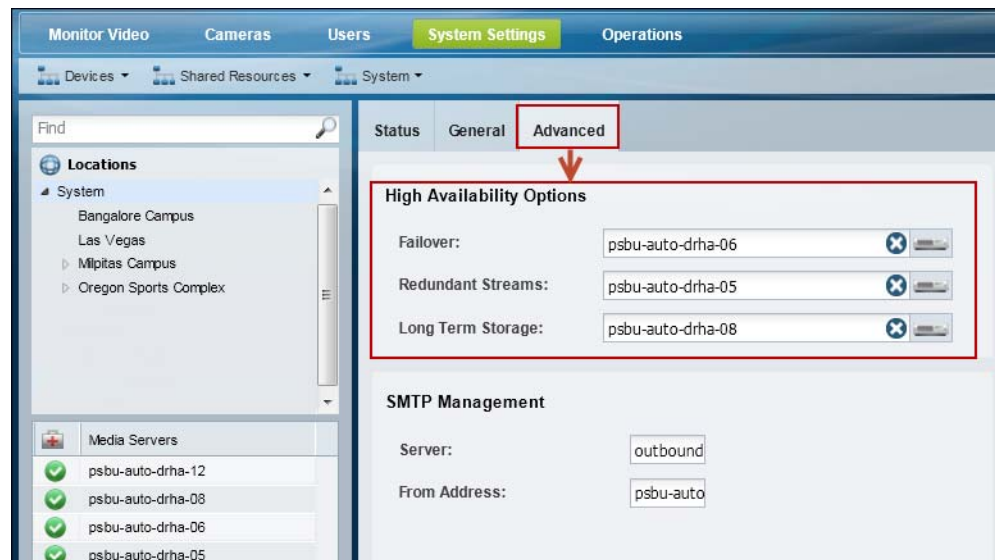 Monitor Video Cameras Users System Settings Operations
Devices Shared Resources System
Find
Locations
System
Bangalore Campus
Las Vegas
Milpitas Campus
Oregon Sports Complex
Media Servers
psbu-auto-drha-12
psbu-auto-drha-08
psbu-auto-drha-06
psbu-auto-drha-05
Status General Advanced
High Availability Options
Failover: psbu-auto-drha-06
Redundant Streams: psbu-auto-drha-05
Long Term Storage: psbu-auto-drha-08
SMTP Management
Server: outbound
From Address: psbu-auto